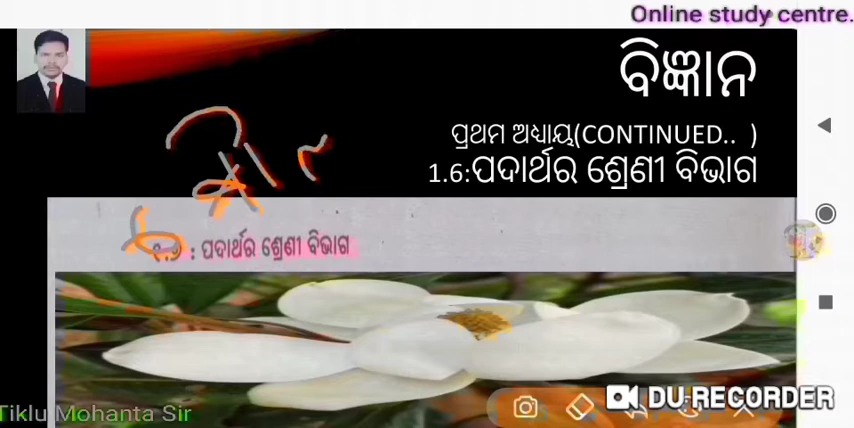 Online study centre.
ବିଜ୍ଞାନ
ପ୍ରଥମ ଅଧ୍ୟାୟ(CONTINUED.. )
1.6:ପଦାର୍ଥର ଶ୍ରେଣୀ ବିଭାଗ
: ପଦାର୍ଥର ଶ୍ରେଣୀ ବିଭାଗ
DU RECORDER
Tiklu Mohanta Sir